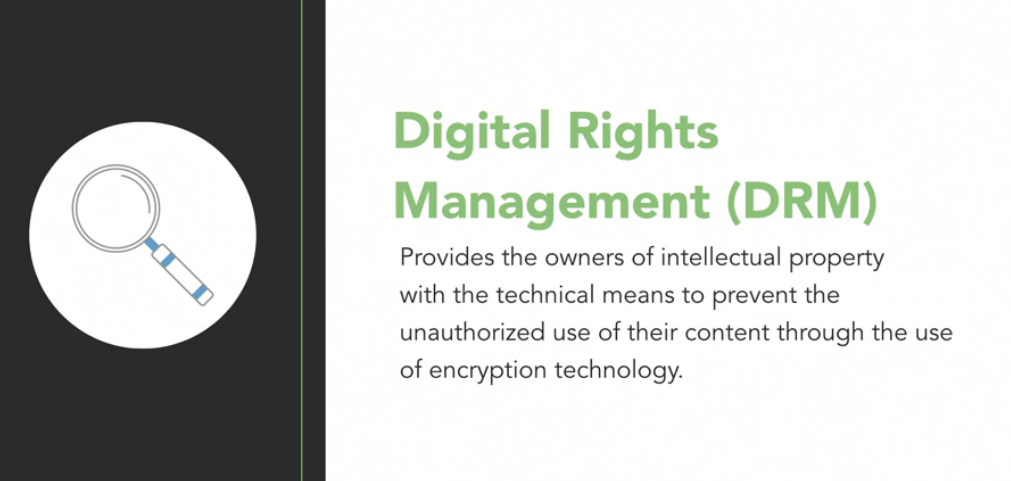 Digital Rights
Management (DRM)
Provides the owners of intellectual property
with the technical means to prevent the
unauthorized use of their content through the use
of encryption technology.